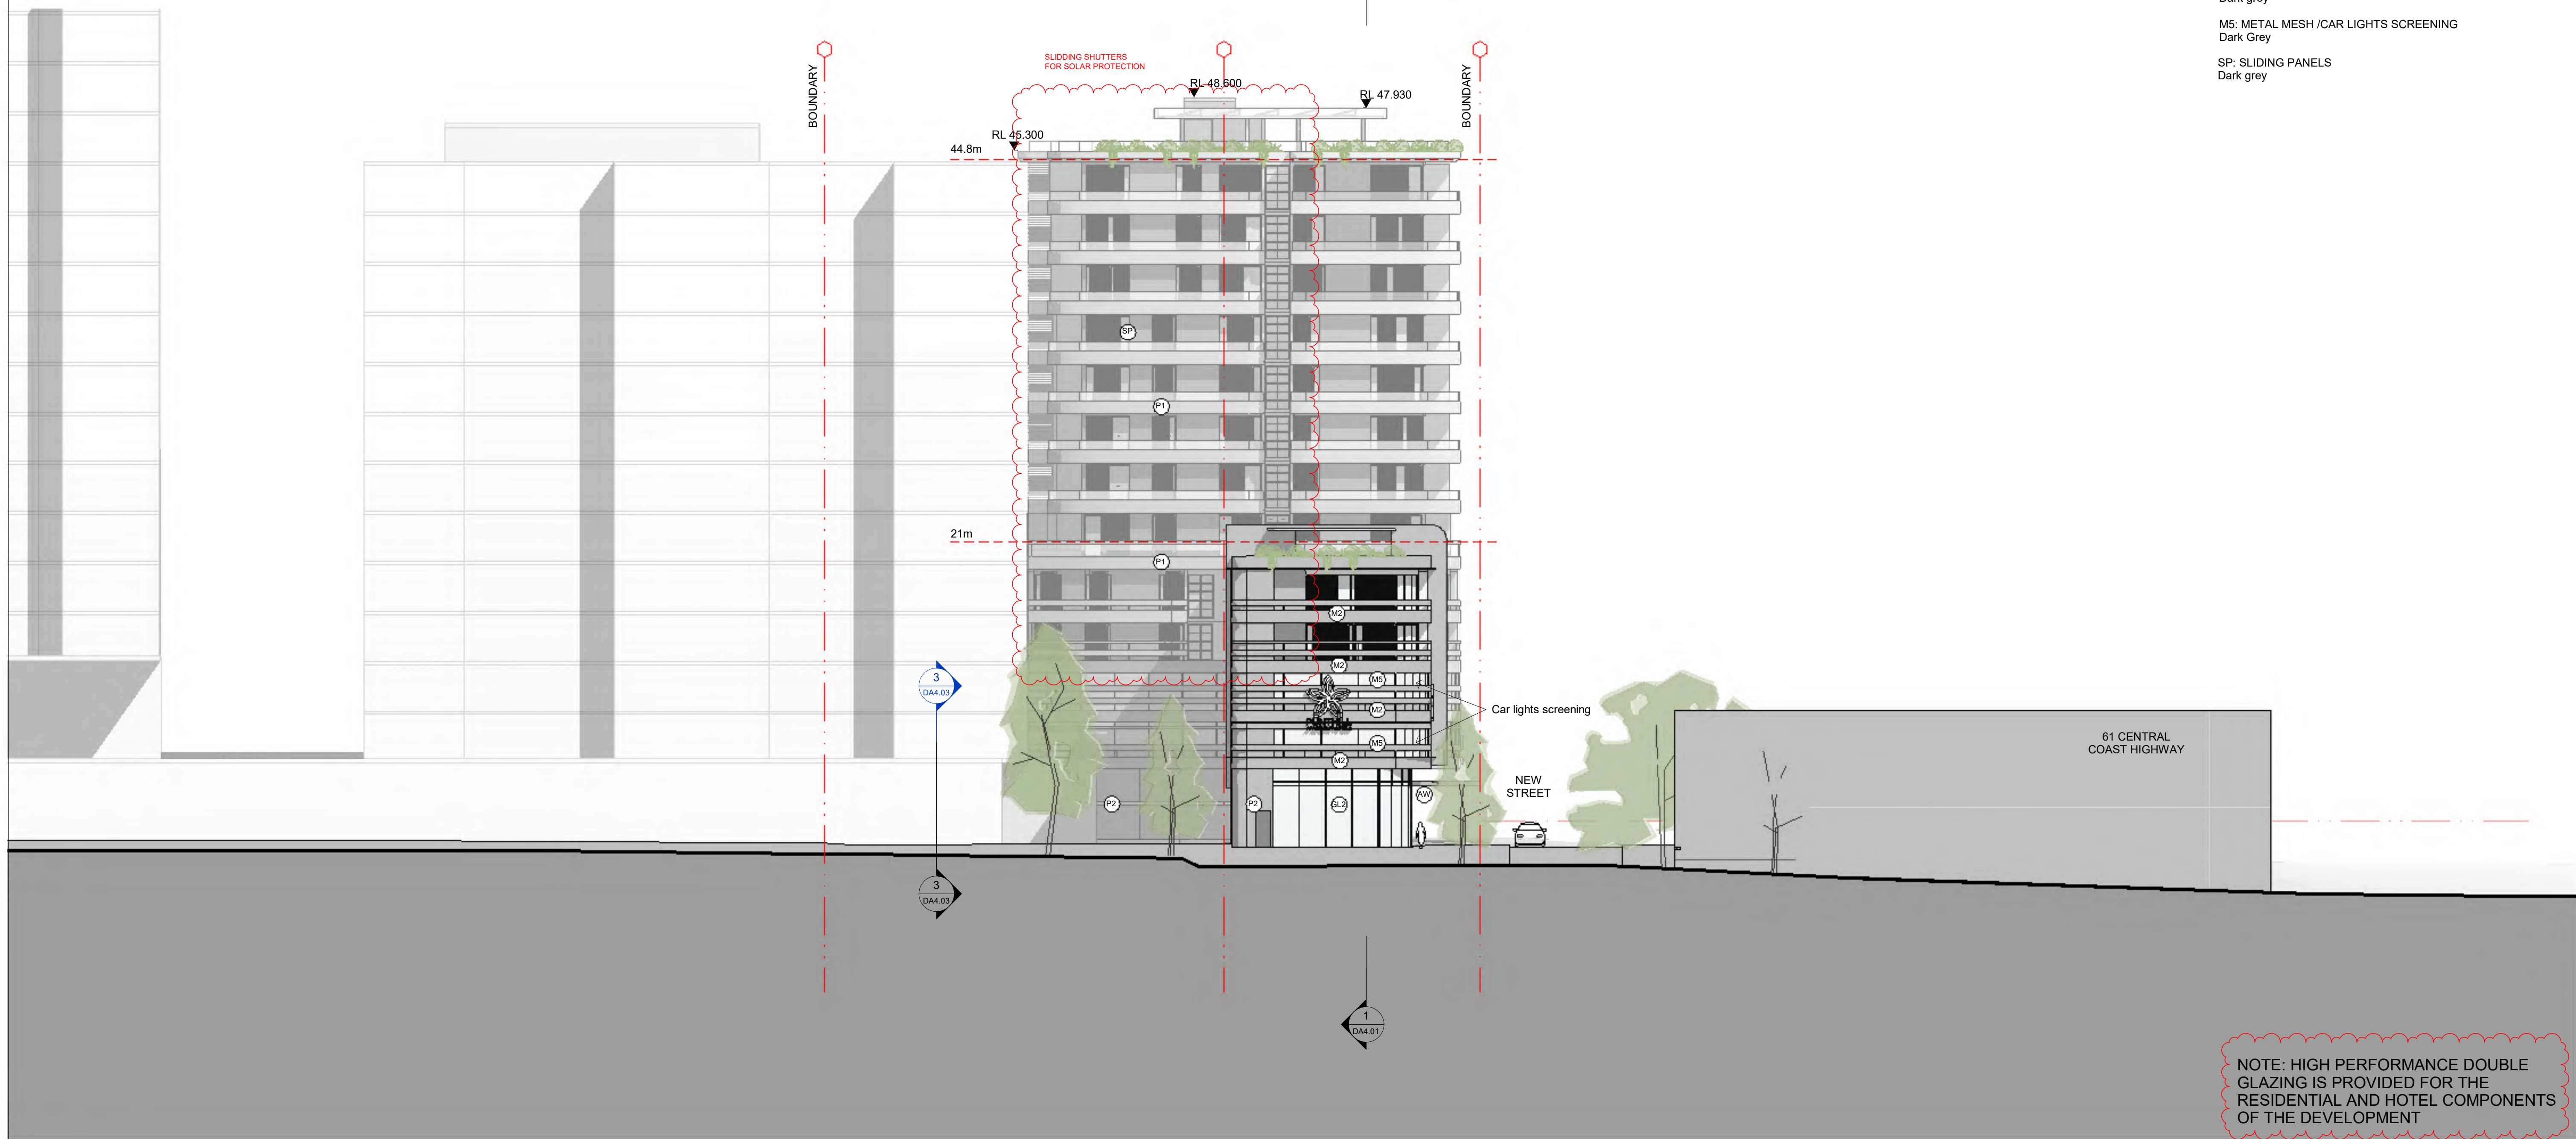 Dark grey
M5: METAL MESH /CAR LIGHTS SCREENING
Dark Grey
SP: SLIDING PANELS
Dark grey
SLIDDING SHUTTERS
FOR SOLAR PROTECTION
BOUNDARY
BOUNDARY
RL 48.600
RL 47.930
RL 45.300
44.8m
SP
P1
21m
P1
M2
M2
M5
M2
M5
M2
3
DA4.03
Car lights screening
61 CENTRAL
COAST HIGHWAY
NEW
STREET
P2
P2
GL2
AW
3
DA4.03
1
DA4.01
NOTE: HIGH PERFORMANCE DOUBLE
GLAZING IS PROVIDED FOR THE
RESIDENTIAL AND HOTEL COMPONENTS
OF THE DEVELOPMENT